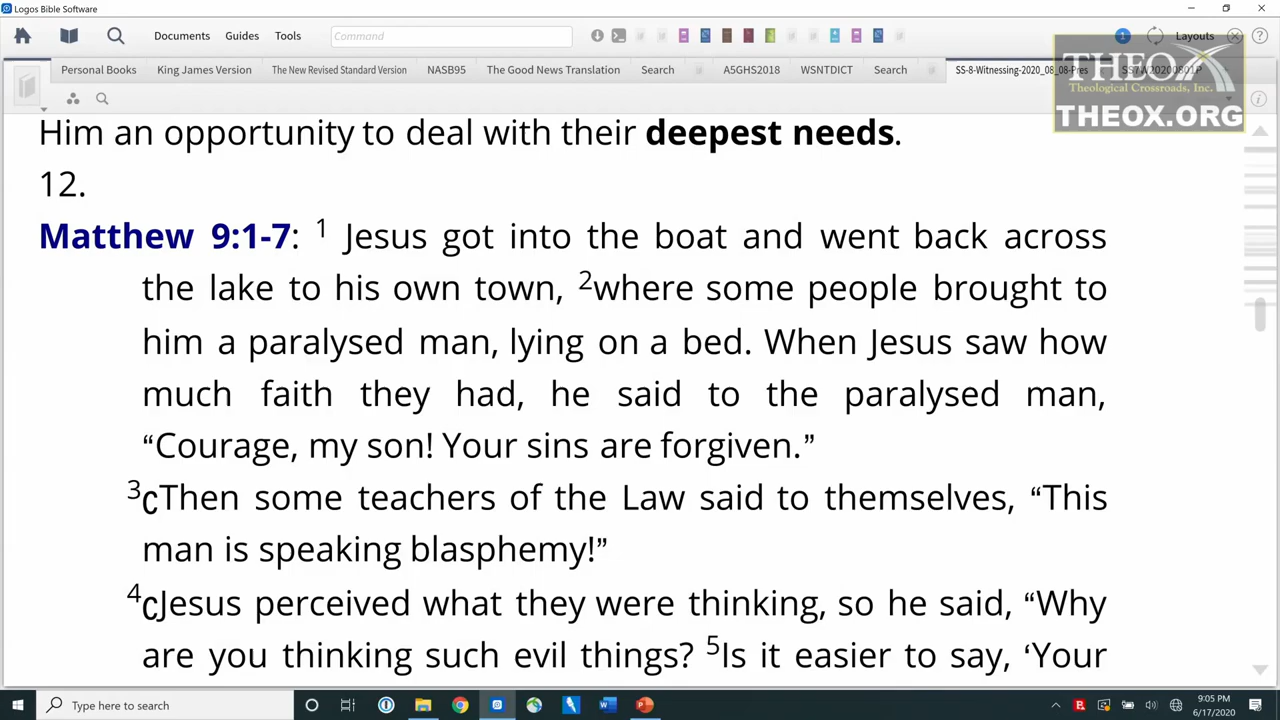 Logos Bible Software
Documents Guides Tools Command 1 Layouts
Personal Books King James Version The New Revised Stan The Good News Translation Search A5GHS2018 WSNTDICT Search SS-8-Witnessing-2020_08_08-Pres
THEOX
Theological Crossroads, Inc.
THEOX.ORG
Him an opportunity to deal with their deepest needs.
12.
Matthew 9:1-7: 1 Jesus got into the boat and went back across
the lake to his own town, 2where some people brought to
him a paralysed man, lying on a bed. When Jesus saw how
much faith they had, he said to the paralysed man,
“Courage, my son! Your sins are forgiven.”
3cThen some teachers of the Law said to themselves, “This
man is speaking blasphemy!”
4cJesus perceived what they were thinking, so he said, “Why
are you thinking such evil things? 5Is it easier to say, ‘Your
Type here to search
9:05 PM
6/17/2020